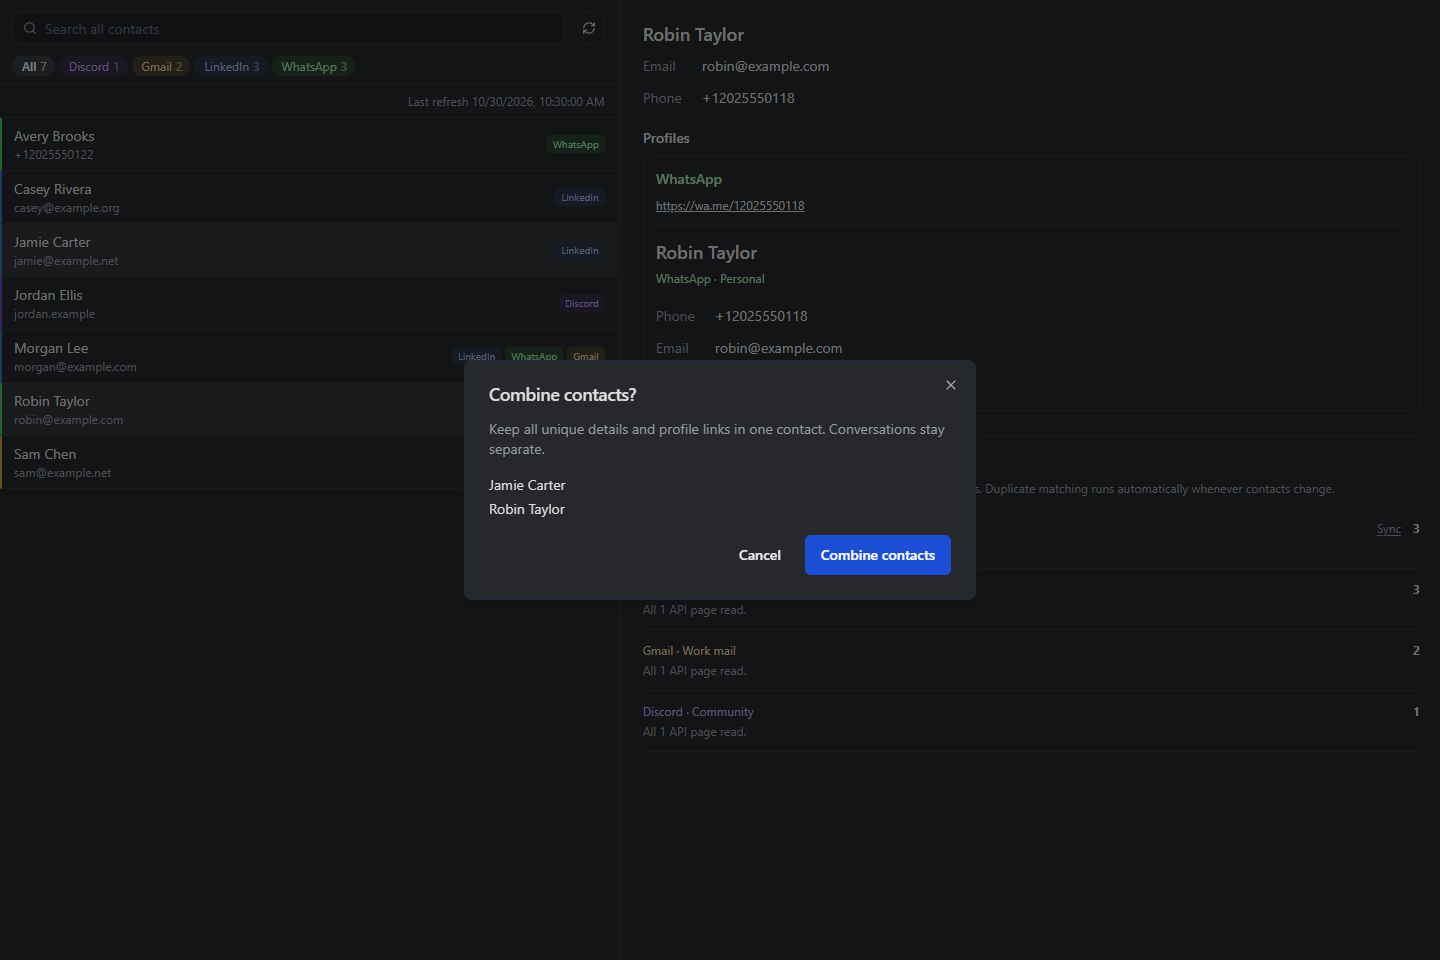 Search all contacts
All 7
Discord 1
Gmail 2
LinkedIn 3
WhatsApp 3
Last refresh 10/30/2026, 10:30:00 AM
Avery Brooks
+12025550122
WhatsApp
Casey Rivera
casey@example.org
LinkedIn
Jamie Carter
jamie@example.net
LinkedIn
Jordan Ellis
jordan.example
Discord
Morgan Lee
morgan@example.com
LinkedIn
WhatsApp
Gmail
Robin Taylor
robin@example.com
Sam Chen
sam@example.net
Robin Taylor
Email robin@example.com
Phone +12025550118
Profiles
WhatsApp
https://wa.me/12025550118
Robin Taylor
WhatsApp · Personal
Phone +12025550118
Email robin@example.com
Combine contacts?
Keep all unique details and profile links in one contact. Conversations stay
separate.
Jamie Carter
Robin Taylor
Cancel
Combine contacts
Duplicate matching runs automatically whenever contacts change.
Sync 3
3
All 1 API page read.
Gmail · Work mail 2
All 1 API page read.
Discord · Community 1
All 1 API page read.